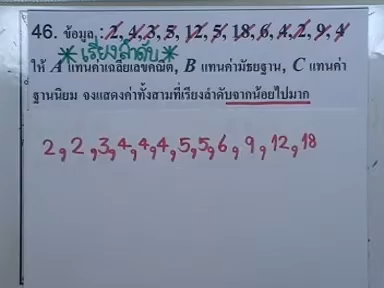 46. ข้อมูล : 2, 4, 3, 5, 12, 5, 18, 6, 4, 2, 9, 4
*เรียงลำดับ*
ให้ A แทนค่าเฉลี่ยเลขคณิต, B แทนค่ามัธยฐาน, C แทนค่า
ฐานนิยม จงแสดงค่าทั้งสามที่เรียงลำดับจากน้อยไปมาก
2, 2, 3, 4, 4, 4, 5, 5, 6, 9, 12, 18